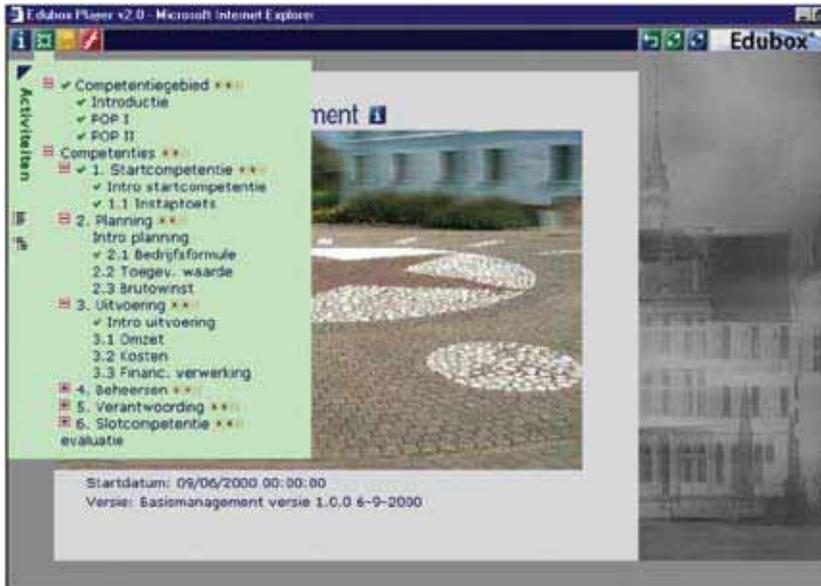 Edubox Player v2.0 - Microsoft Internet Explorer
Edubox
Activiteiten
Competentiegebied
Introductie
POP I
POP II
Competenties
1. Startcompetentie
Intro startcompetentie
1.1 Instaptoets
2. Planning
Intro planning
2.1 Bedrijfsformule
2.2 Toegev. waarde
2.3 Brutowinst
3. Uitvoering
Intro uitvoering
3.1 Omzet
3.2 Kosten
3.3 Financ. verwerking
4. Beheersen
5. Verantwoording
6. Slotcompetentie
evaluatie
ment
Startdatum: 09/06/2000 00:00:00
Versie: Basismanagement versie 1.0.0 6-9-2000